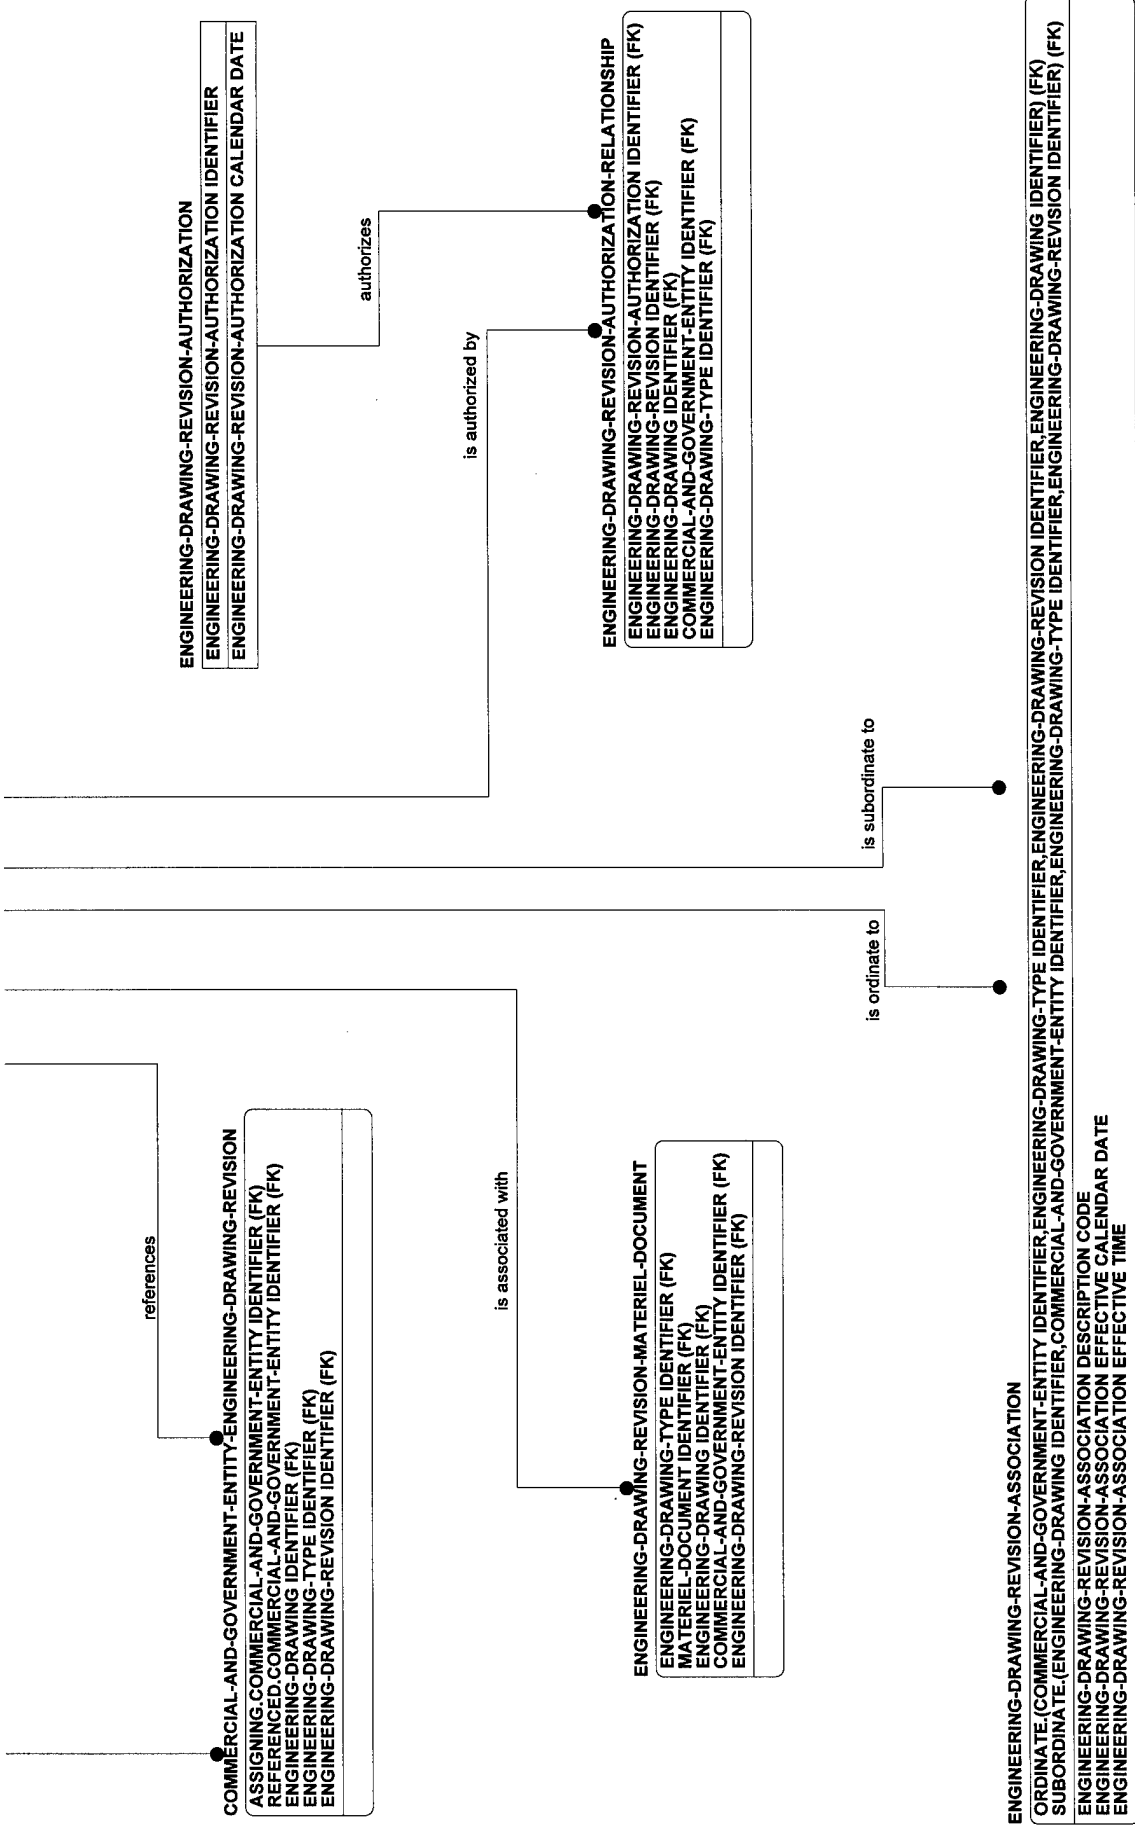 references
COMMERCIAL-AND-GOVERNMENT-ENTITY-ENGINEERING-DRAWING-REVISION
ASSIGNING.COMMERCIAL-AND-GOVERNMENT-ENTITY IDENTIFIER (FK)
REFERENCED.COMMERCIAL-AND-GOVERNMENT-ENTITY IDENTIFIER (FK)
ENGINEERING-DRAWING IDENTIFIER (FK)
ENGINEERING-DRAWING-TYPE IDENTIFIER (FK)
ENGINEERING-DRAWING-REVISION IDENTIFIER (FK)
ENGINEERING-DRAWING-REVISION-AUTHORIZATION
ENGINEERING-DRAWING-REVISION-AUTHORIZATION IDENTIFIER
ENGINEERING-DRAWING-REVISION-AUTHORIZATION CALENDAR DATE
authorizes
is authorized by
is associated with
ENGINEERING-DRAWING-REVISION-MATERIEL-DOCUMENT
ENGINEERING-DRAWING-TYPE IDENTIFIER (FK)
MATERIEL-DOCUMENT IDENTIFIER (FK)
ENGINEERING-DRAWING IDENTIFIER (FK)
COMMERCIAL-AND-GOVERNMENT-ENTITY IDENTIFIER (FK)
ENGINEERING-DRAWING-REVISION IDENTIFIER (FK)
ENGINEERING-DRAWING-REVISION-AUTHORIZATION-RELATIONSHIP
ENGINEERING-DRAWING-REVISION-AUTHORIZATION IDENTIFIER (FK)
ENGINEERING-DRAWING-REVISION IDENTIFIER (FK)
ENGINEERING-DRAWING IDENTIFIER (FK)
COMMERCIAL-AND-GOVERNMENT-ENTITY IDENTIFIER (FK)
ENGINEERING-DRAWING-TYPE IDENTIFIER (FK)
is ordinate to
is subordinate to
ENGINEERING-DRAWING-REVISION-ASSOCIATION
ORDINATE.(COMMERCIAL-AND-GOVERNMENT-ENTITY IDENTIFIER,ENGINEERING-DRAWING-TYPE IDENTIFIER,ENGINEERING-DRAWING-REVISION IDENTIFIER,ENGINEERING-DRAWING IDENTIFIER) (FK)
SUBORDINATE.(ENGINEERING-DRAWING IDENTIFIER,COMMERCIAL-AND-GOVERNMENT-ENTITY IDENTIFIER,ENGINEERING-DRAWING-TYPE IDENTIFIER,ENGINEERING-DRAWING-REVISION IDENTIFIER) (FK)
ENGINEERING-DRAWING-REVISION-ASSOCIATION DESCRIPTION CODE
ENGINEERING-DRAWING-REVISION-ASSOCIATION EFFECTIVE CALENDAR DATE
ENGINEERING-DRAWING-REVISION-ASSOCIATION EFFECTIVE TIME